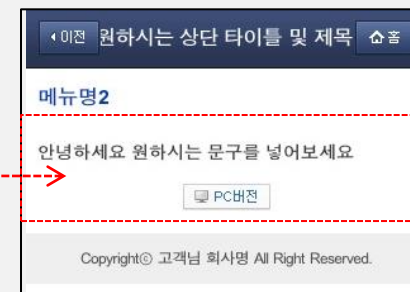 이전 원하시는 상단 타이틀 및 제목 홈
메뉴명2
안녕하세요 원하시는 문구를 넣어보세요
PC버전
Copyrightⓒ 고객님 회사명 All Right Reserved.